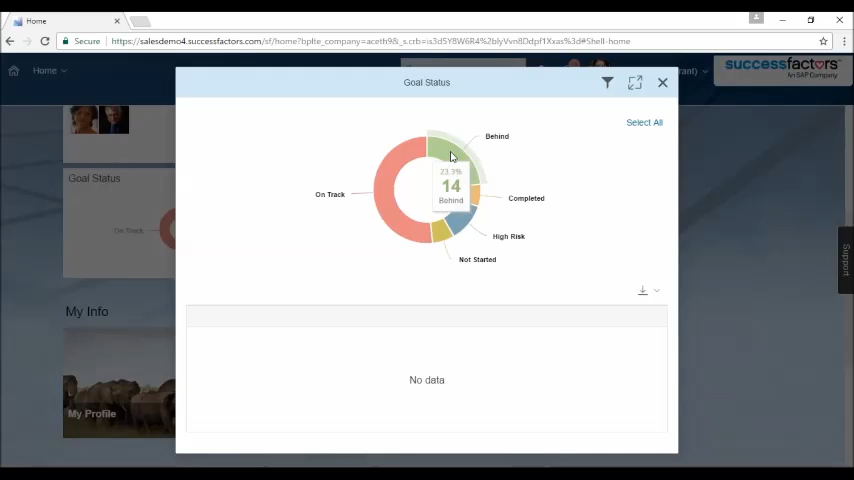 Home
Secure
https://salesdemo4.successfactors.com/sf/home?bplte_company=aceth9&_s.crb=is3d5Y8W6R4%2blyVvn8Ddpf1Xxas%3d#Shell-home
Home
rant)
successfactors
An SAP Company
Goal Status
Select All
Behind
23.3%
14
Behind
On Track
Completed
High Risk
Not Started
No data
Goal Status
On Track
My Info
My Profile
Support